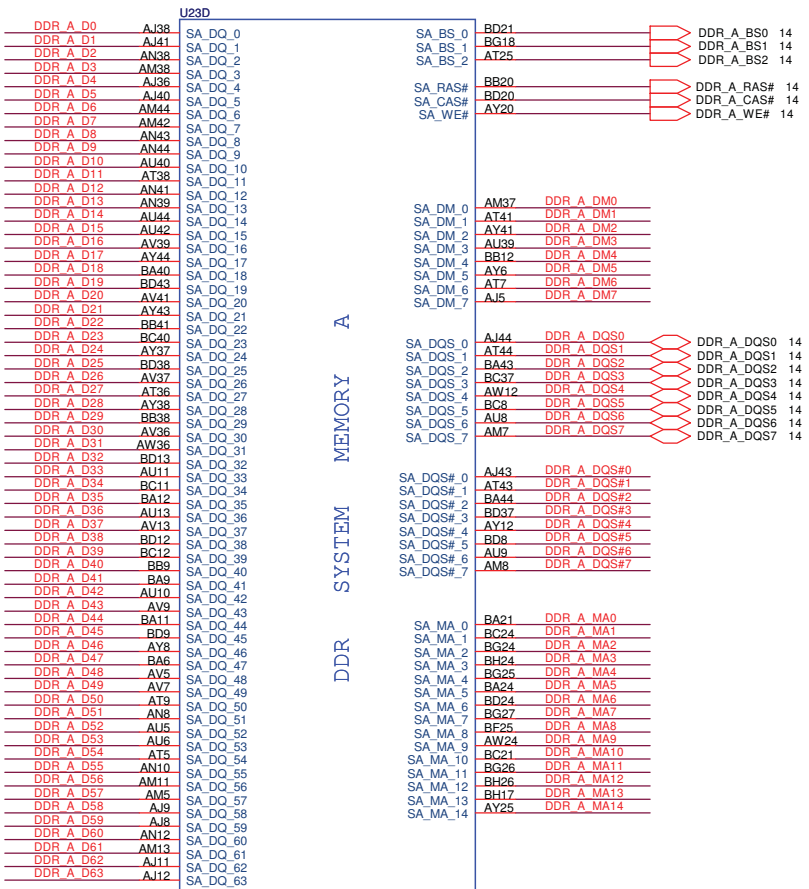 U23D
DDR_A_D0 AJ38 SA_DQ_0
DDR_A_D1 AJ41 SA_DQ_1
DDR_A_D2 AN38 SA_DQ_2
DDR_A_D3 AM38 SA_DQ_3
DDR_A_D4 AJ36 SA_DQ_4
DDR_A_D5 AJ40 SA_DQ_5
DDR_A_D6 AM44 SA_DQ_6
DDR_A_D7 AM42 SA_DQ_7
DDR_A_D8 AN43 SA_DQ_8
DDR_A_D9 AN44 SA_DQ_9
DDR_A_D10 AU40 SA_DQ_10
DDR_A_D11 AT38 SA_DQ_11
DDR_A_D12 AN41 SA_DQ_12
DDR_A_D13 AN39 SA_DQ_13
DDR_A_D14 AU44 SA_DQ_14
DDR_A_D15 AU42 SA_DQ_15
DDR_A_D16 AV39 SA_DQ_16
DDR_A_D17 AY44 SA_DQ_17
DDR_A_D18 BA40 SA_DQ_18
DDR_A_D19 BD43 SA_DQ_19
DDR_A_D20 AV41 SA_DQ_20
DDR_A_D21 AY43 SA_DQ_21
DDR_A_D22 BB41 SA_DQ_22
DDR_A_D23 BC40 SA_DQ_23
DDR_A_D24 AY37 SA_DQ_24
DDR_A_D25 BD38 SA_DQ_25
DDR_A_D26 AV37 SA_DQ_26
DDR_A_D27 AT36 SA_DQ_27
DDR_A_D28 AY38 SA_DQ_28
DDR_A_D29 BB38 SA_DQ_29
DDR_A_D30 AV36 SA_DQ_30
DDR_A_D31 AW36 SA_DQ_31
DDR_A_D32 BD13 SA_DQ_32
DDR_A_D33 AU11 SA_DQ_33
DDR_A_D34 BC11 SA_DQ_34
DDR_A_D35 BA12 SA_DQ_35
DDR_A_D36 AU13 SA_DQ_36
DDR_A_D37 AV13 SA_DQ_37
DDR_A_D38 BD12 SA_DQ_38
DDR_A_D39 BC12 SA_DQ_39
DDR_A_D40 BB9 SA_DQ_40
DDR_A_D41 BA9 SA_DQ_41
DDR_A_D42 AU10 SA_DQ_42
DDR_A_D43 AV9 SA_DQ_43
DDR_A_D44 BA11 SA_DQ_44
DDR_A_D45 BD9 SA_DQ_45
DDR_A_D46 AY8 SA_DQ_46
DDR_A_D47 BA6 SA_DQ_47
DDR_A_D48 AV5 SA_DQ_48
DDR_A_D49 AV7 SA_DQ_49
DDR_A_D50 AT9 SA_DQ_50
DDR_A_D51 AN8 SA_DQ_51
DDR_A_D52 AU5 SA_DQ_52
DDR_A_D53 AU6 SA_DQ_53
DDR_A_D54 AT5 SA_DQ_54
DDR_A_D55 AN10 SA_DQ_55
DDR_A_D56 AM11 SA_DQ_56
DDR_A_D57 AM5 SA_DQ_57
DDR_A_D58 AJ9 SA_DQ_58
DDR_A_D59 AJ8 SA_DQ_59
DDR_A_D60 AN12 SA_DQ_60
DDR_A_D61 AM13 SA_DQ_61
DDR_A_D62 AJ11 SA_DQ_62
DDR_A_D63 AJ12 SA_DQ_63
DDR SYSTEM MEMORY A
SA_BS_0 BD21 DDR_A_BS0 14
SA_BS_1 BG18 DDR_A_BS1 14
SA_BS_2 AT25 DDR_A_BS2 14
SA_RAS# BB20 DDR_A_RAS# 14
SA_CAS# BD20 DDR_A_CAS# 14
SA_WE# AY20 DDR_A_WE# 14
SA_DM_0 AM37 DDR_A_DM0
SA_DM_1 AT41 DDR_A_DM1
SA_DM_2 AY41 DDR_A_DM2
SA_DM_3 AU39 DDR_A_DM3
SA_DM_4 BB12 DDR_A_DM4
SA_DM_5 AY6 DDR_A_DM5
SA_DM_6 AT7 DDR_A_DM6
SA_DM_7 AJ5 DDR_A_DM7
SA_DQS_0 AJ44 DDR_A_DQS0 DDR_A_DQS0 14
SA_DQS_1 AT44 DDR_A_DQS1 DDR_A_DQS1 14
SA_DQS_2 BA43 DDR_A_DQS2 DDR_A_DQS2 14
SA_DQS_3 BC37 DDR_A_DQS3 DDR_A_DQS3 14
SA_DQS_4 AW12 DDR_A_DQS4 DDR_A_DQS4 14
SA_DQS_5 BC8 DDR_A_DQS5 DDR_A_DQS5 14
SA_DQS_6 AU8 DDR_A_DQS6 DDR_A_DQS6 14
SA_DQS_7 AM7 DDR_A_DQS7 DDR_A_DQS7 14
SA_DQS#_0 AJ43 DDR_A_DQS#0
SA_DQS#_1 AT43 DDR_A_DQS#1
SA_DQS#_2 BA44 DDR_A_DQS#2
SA_DQS#_3 BD37 DDR_A_DQS#3
SA_DQS#_4 AY12 DDR_A_DQS#4
SA_DQS#_5 BD8 DDR_A_DQS#5
SA_DQS#_6 AU9 DDR_A_DQS#6
SA_DQS#_7 AM8 DDR_A_DQS#7
SA_MA_0 BA21 DDR_A_MA0
SA_MA_1 BC24 DDR_A_MA1
SA_MA_2 BG24 DDR_A_MA2
SA_MA_3 BH24 DDR_A_MA3
SA_MA_4 BG25 DDR_A_MA4
SA_MA_5 BA24 DDR_A_MA5
SA_MA_6 BD24 DDR_A_MA6
SA_MA_7 BG27 DDR_A_MA7
SA_MA_8 BF25 DDR_A_MA8
SA_MA_9 AW24 DDR_A_MA9
SA_MA_10 BC21 DDR_A_MA10
SA_MA_11 BG26 DDR_A_MA11
SA_MA_12 BH26 DDR_A_MA12
SA_MA_13 BH17 DDR_A_MA13
SA_MA_14 AY25 DDR_A_MA14